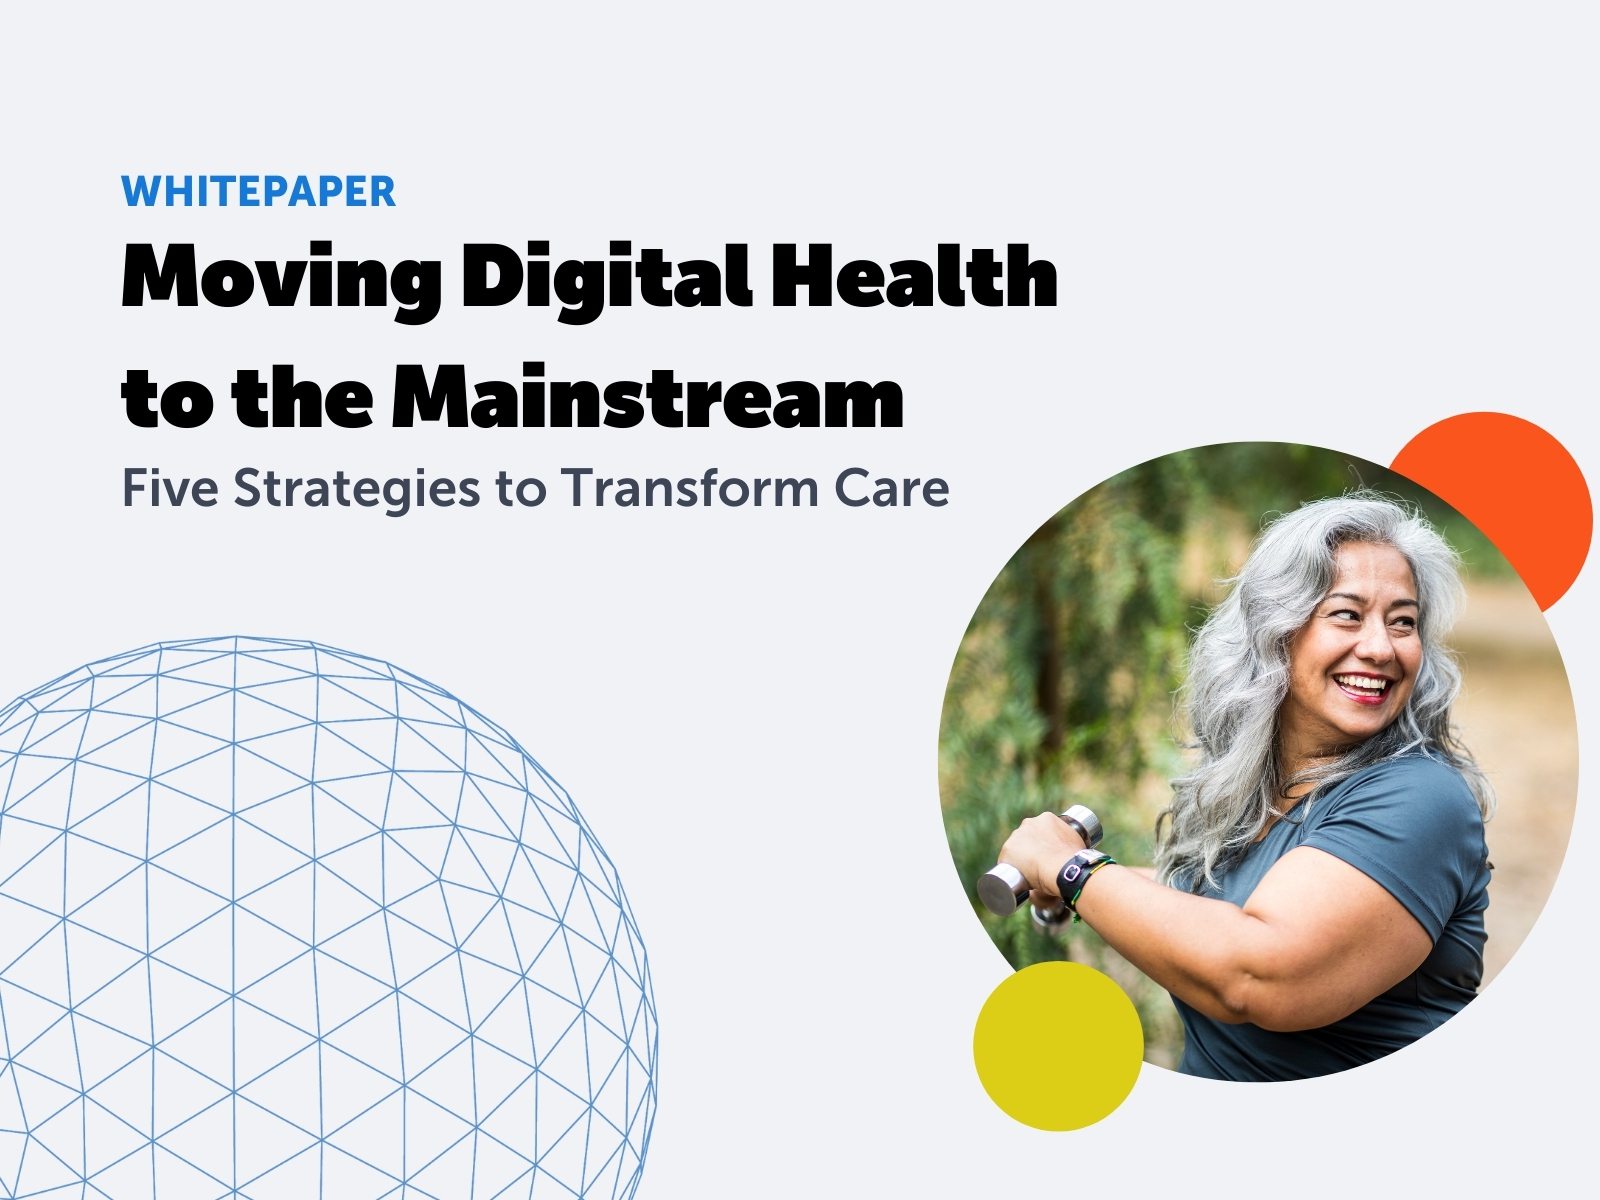 WHITEPAPER
Moving Digital Health
to the Mainstream
Five Strategies to Transform Care